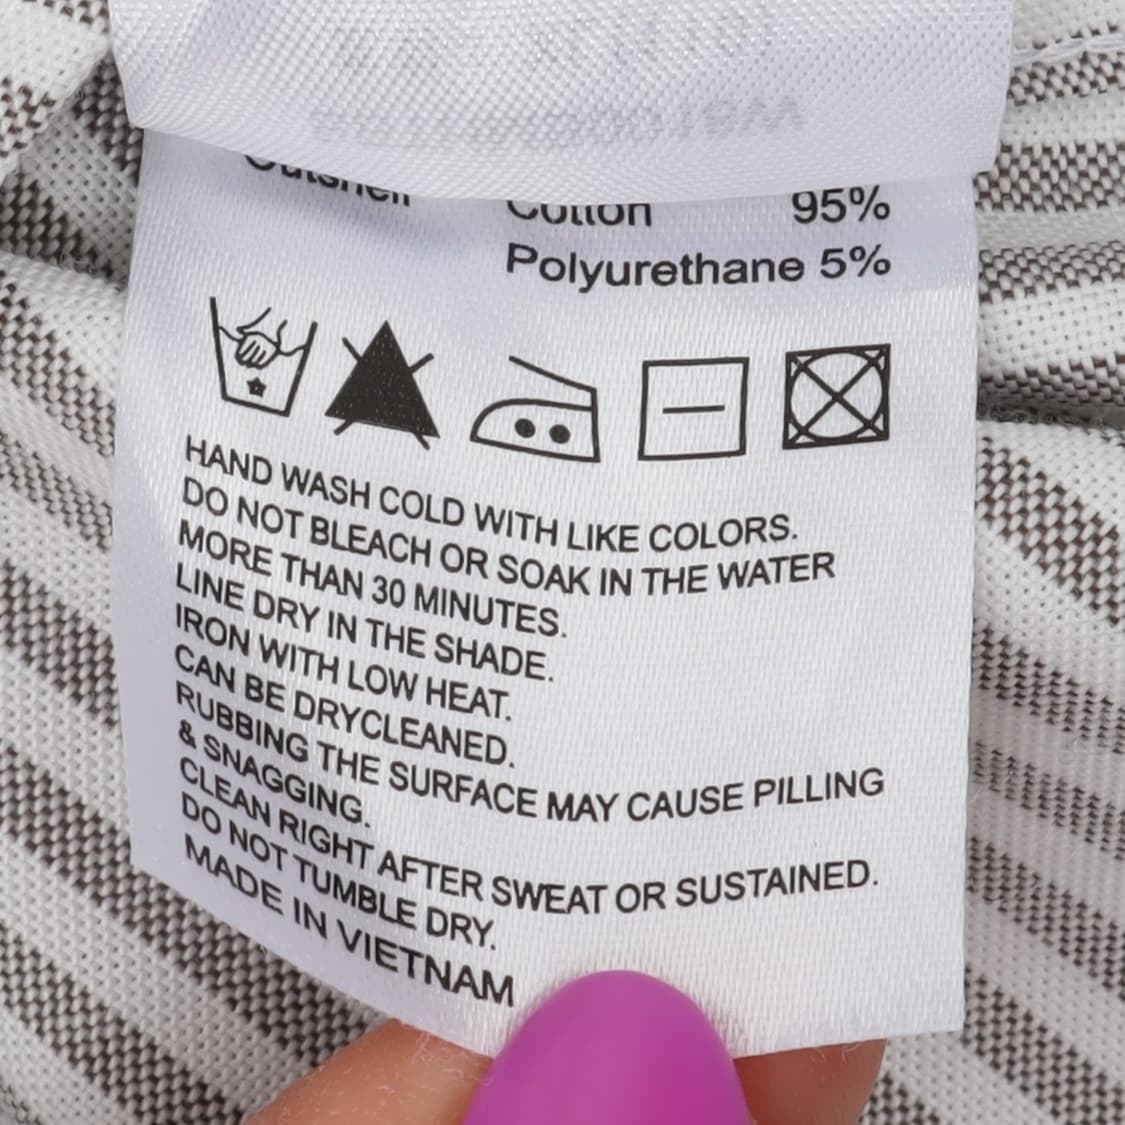 Outshell Cotton 95%
Polyurethane 5%
HAND WASH COLD WITH LIKE COLORS.
DO NOT BLEACH OR SOAK IN THE WATER
MORE THAN 30 MINUTES.
LINE DRY IN THE SHADE.
IRON WITH LOW HEAT.
CAN BE DRYCLEANED.
RUBBING THE SURFACE MAY CAUSE PILLING
& SNAGGING.
CLEAN RIGHT AFTER SWEAT OR SUSTAINED.
DO NOT TUMBLE DRY.
MADE IN VIETNAM